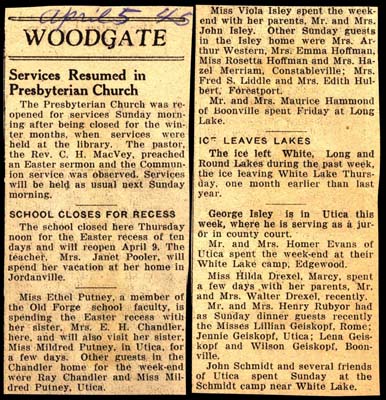 April 5 45
WOODGATE
Services Resumed in
Presbyterian Church
The Presbyterian Church was re-
opened for services Sunday morn-
ing after being closed for the win-
ter months, when services were
held at the library. The pastor,
the Rev. C. H. MacVey, preached
an Easter sermon and the Commun-
ion service was observed. Services
will be held as usual next Sunday
morning.
SCHOOL CLOSES FOR RECESS
The school closed here Thursday
noon for the Easter recess of ten
days and will reopen April 9. The
teacher, Mrs. Janet Pooler, will
spend her vacation at her home in
Jordanville.
Miss Ethel Putney, a member of
the Old Forge school faculty, is
spending the Easter recess with
her sister, Mrs. E. H. Chandler,
here, and will also visit her sister,
Miss Mildred Putney, in Utica, for
a few days. Other guests in the
Chandler home for the week-end
were Ray Chandler and Miss Mil-
dred Putney, Utica.
Miss Viola Isley spent the week-
end with her parents, Mr. and Mrs.
John Isley. Other Sunday guests
in the Isley home were Mrs. Ar-
thur Western, Mrs. Emma Hoffman,
Miss Rosetta Hoffman and Mrs. Ha-
zel Merriam, Constableville; Mrs.
Fred S. Liddle and Mrs. Edith Hul-
bert, Forestport.
Mr. and Mrs. Maurice Hammond
of Boonville spent Friday at Long
Lake.
ICE LEAVES LAKES
The ice left White, Long and
Round Lakes during the past week,
the ice leaving White Lake Thurs-
day, one month earlier than last
year.
George Isley is in Utica this
week, where he is serving as a jur-
or in county court.
Mr. and Mrs. Homer Evans of
Utica spent the week-end at their
White Lake camp, Edgewood.
Miss Hilda Drexel, Marcy, spent
a few days with her parents, Mr.
and Mrs. Walter Drexel, recently.
Mr. and Mrs. Henry Rubyor had
as Sunday dinner guests recently
the Misses Lillian Geiskopf, Rome;
Jennie Geiskopf, Utica; Lena Geis-
kopf and Wilson Geiskopf, Boon-
ville.
John Schmidt and several friends
of Utica spent Sunday at the
Schmidt camp near White Lake.